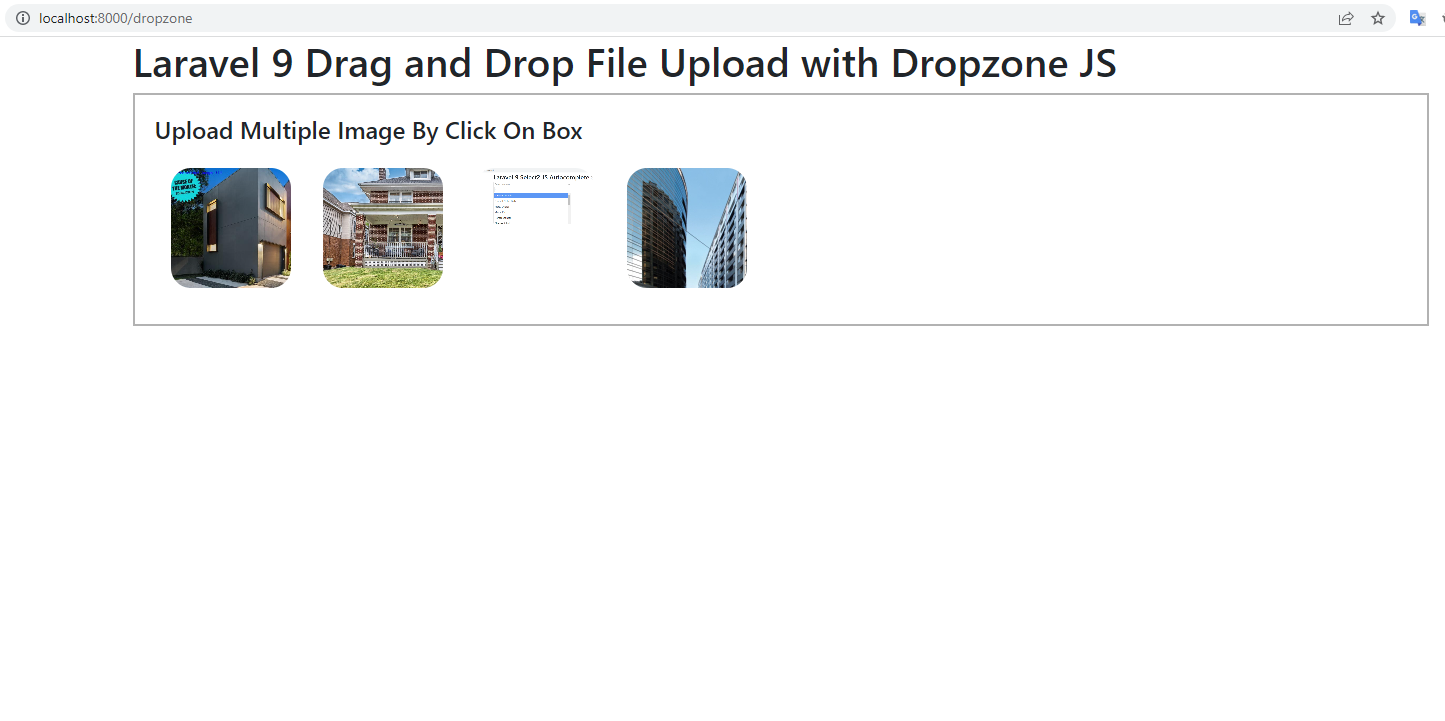 localhost:8000/dropzone
Laravel 9 Drag and Drop File Upload with Dropzone JS
Upload Multiple Image By Click On Box
Laravel 9 Select2 JS Autocomplete